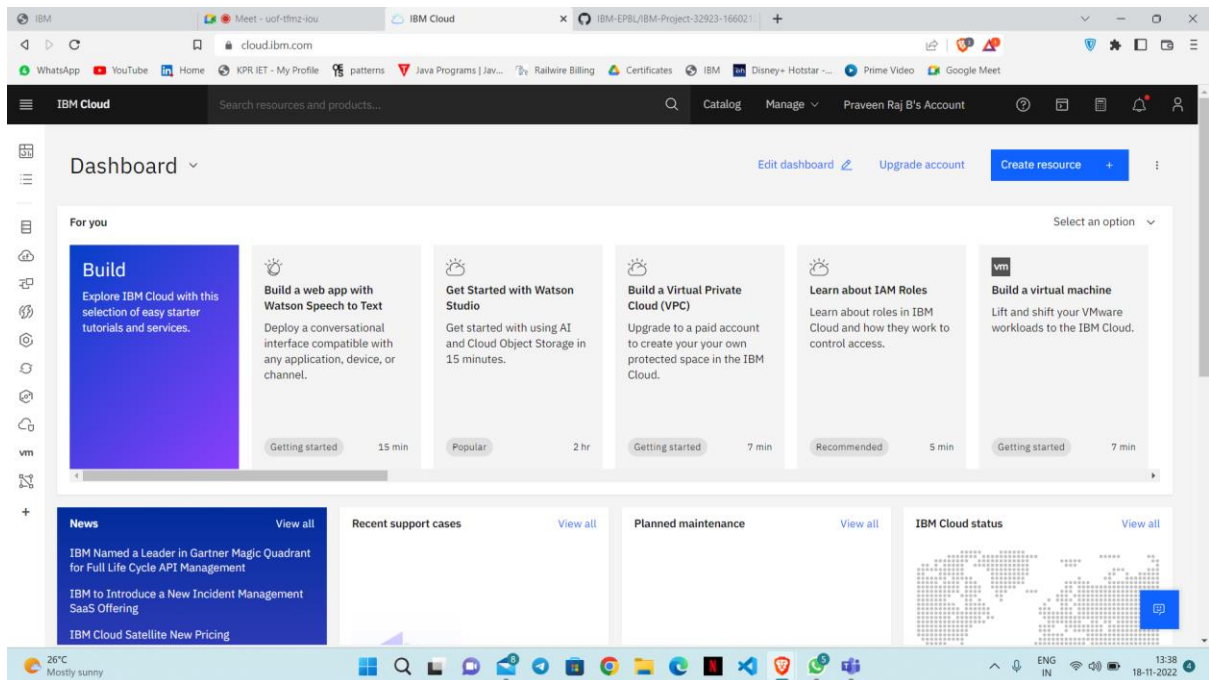 IBM
Meet - uof-tfmz-iou
IBM Cloud
IBM-EPBL/IBM-Project-32923-166021
cloud.ibm.com
WhatsApp
YouTube
Home
KPR IET - My Profile
patterns
Java Programs | Jav...
Railwire Billing
Certificates
IBM
Disney+ Hotstar -...
Prime Video
Google Meet
IBM Cloud
Search resources and products...
Catalog
Manage
Praveen Raj B's Account
Dashboard
Edit dashboard
Upgrade account
Create resource +
For you
Select an option
Build
Explore IBM Cloud with this
selection of easy starter
tutorials and services.
Build a web app with
Watson Speech to Text
Deploy a conversational
interface compatible with
any application, device, or
channel.
Getting started
15 min
Get Started with Watson
Studio
Get started with using AI
and Cloud Object Storage in
15 minutes.
Popular
2 hr
Build a Virtual Private
Cloud (VPC)
Upgrade to a paid account
to create your your own
protected space in the IBM
Cloud.
Getting started
7 min
Learn about IAM Roles
Learn about roles in IBM
Cloud and how they work to
control access.
Recommended
5 min
vm
Build a virtual machine
Lift and shift your VMware
workloads to the IBM Cloud.
Getting started
7 min
vm
News
View all
IBM Named a Leader in Gartner Magic Quadrant
for Full Life Cycle API Management
IBM to Introduce a New Incident Management
SaaS Offering
IBM Cloud Satellite New Pricing
Recent support cases
View all
Planned maintenance
View all
IBM Cloud status
View all
26°C
Mostly sunny
ENG
IN
13:38
18-11-2022